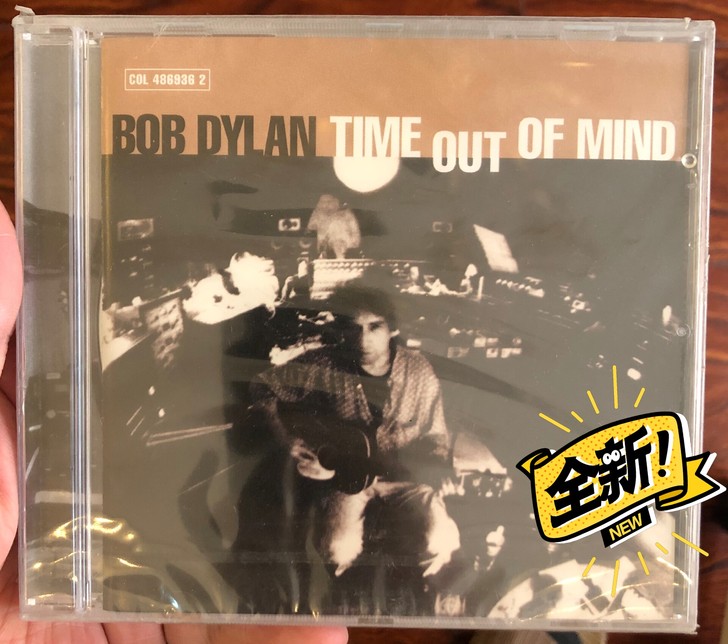 COL 486936 2
BOB DYLAN TIME OUT OF MIND
全新!
NEW